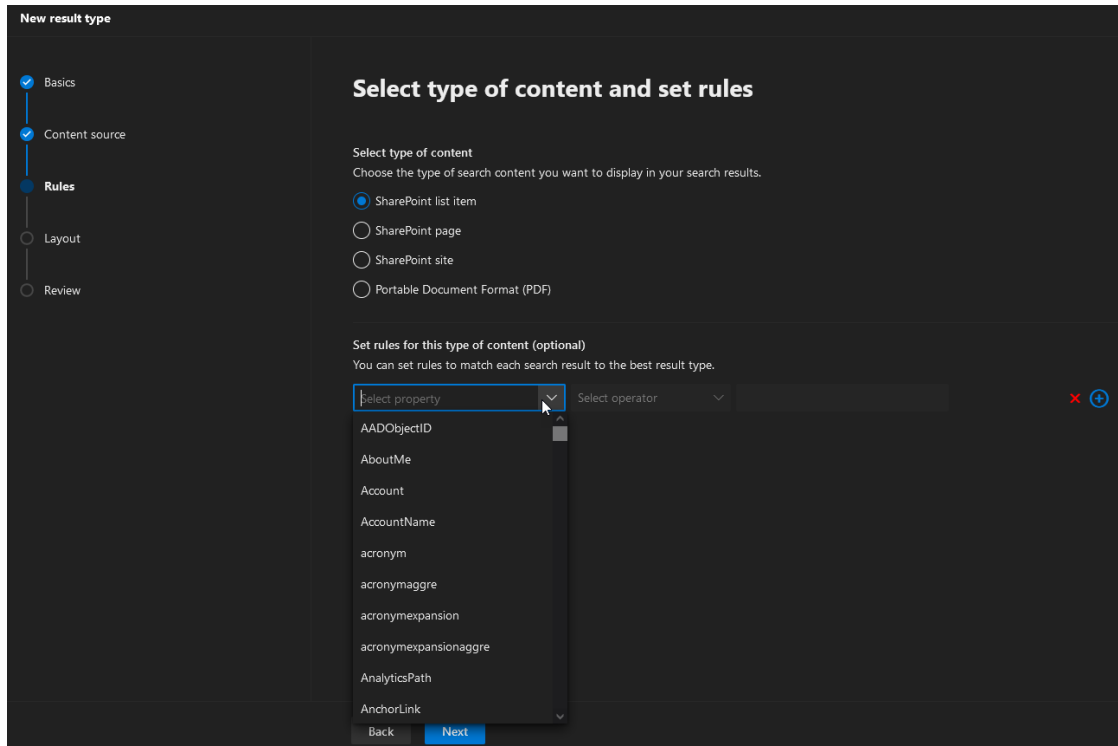 New result type
Basics
Content source
Rules
Layout
Review
Select type of content and set rules
Select type of content
Choose the type of search content you want to display in your search results.
SharePoint list item
SharePoint page
SharePoint site
Portable Document Format (PDF)
Set rules for this type of content (optional)
You can set rules to match each search result to the best result type.
Select property
Select operator
AADObjectID
AboutMe
Account
AccountName
acronym
acronymaggre
acronymexpansion
acronymexpansionaggre
AnalyticsPath
AnchorLink
Back
Next